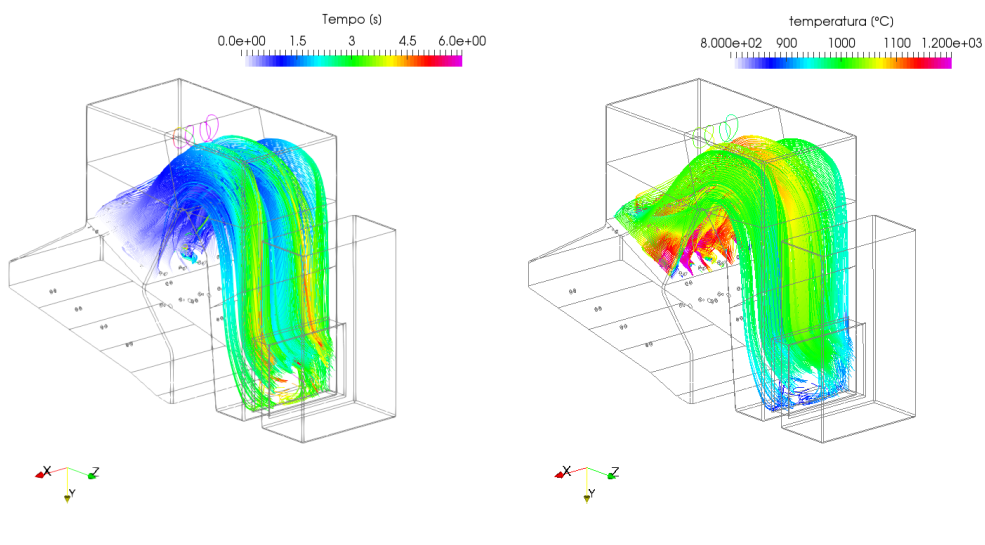 Tempo (s)
0.0e+00 1.5 3 4.5 6.0e+00
temperatura (°C)
8.000e+02 900 1000 1100 1.200e+03
X Z
Y
X Z
Y